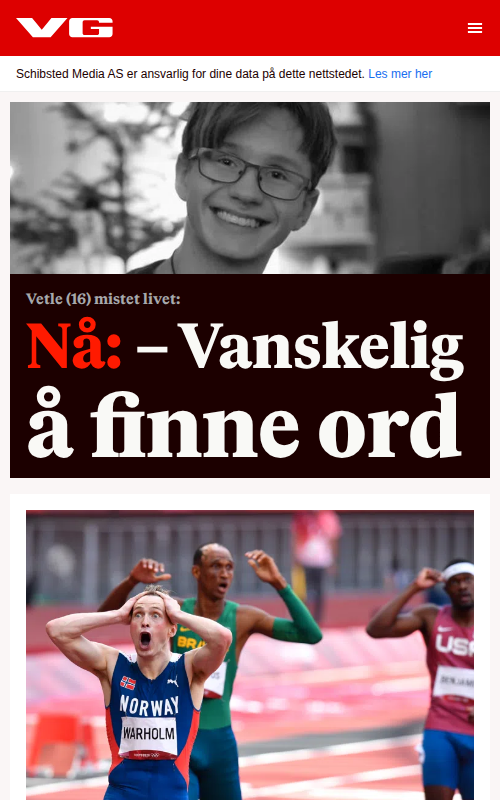 VG
Schibsted Media AS er ansvarlig for dine data på dette nettstedet. Les mer her
Vetle (16) mistet livet:
Nå: – Vanskelig
å finne ord
BRA
USA
NORWAY
WARHOLM